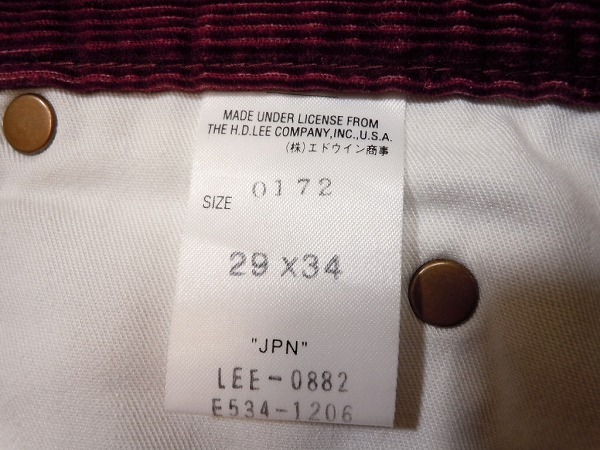 MADE UNDER LICENSE FROM
THE H.D.LEE COMPANY,INC.,U.S.A.
(株)エドウイン商事
0172
SIZE
29 x 34
"JPN"
LEE-0882
E534-1206